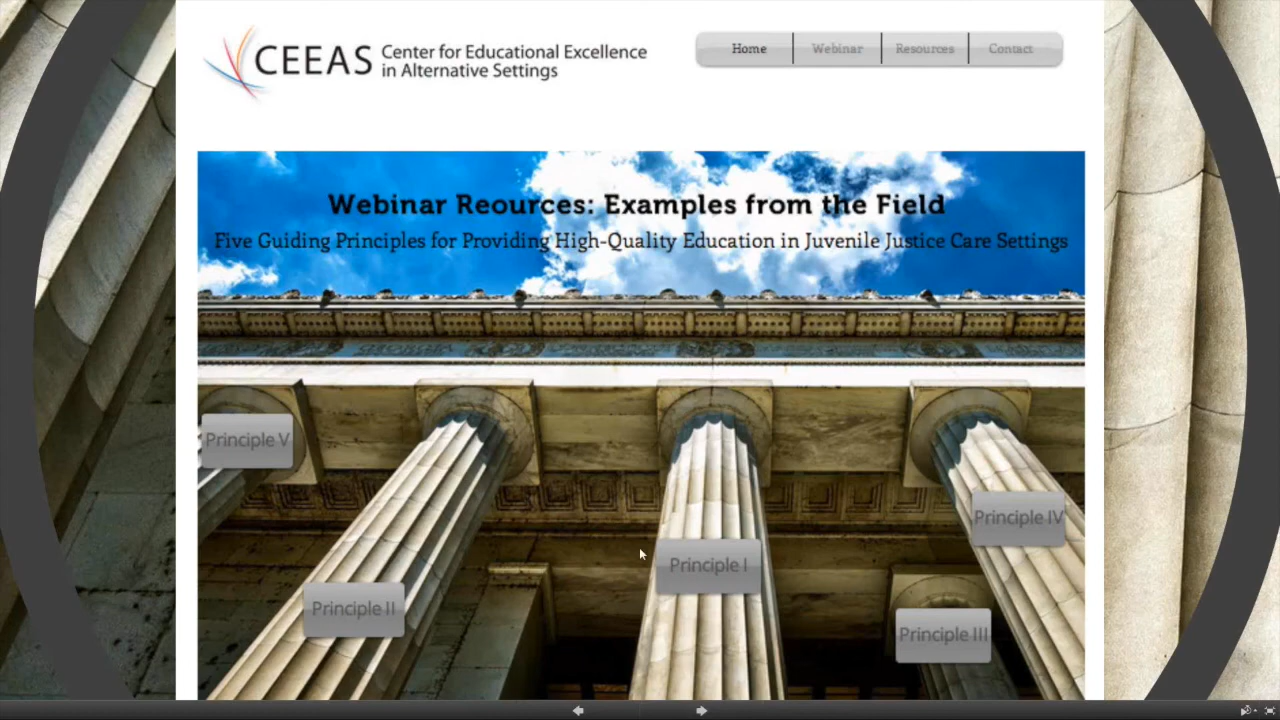 CEEAS
Center for Educational Excellence
in Alternative Settings
Home
Webinar
Resources
Contact
Webinar Reources: Examples from the Field
Five Guiding Principles for Providing High-Quality Education in Juvenile Justice Care Settings
Principle V
Principle IV
Principle I
Principle II
Principle III